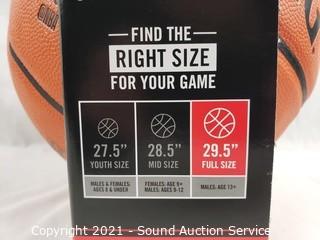 FIND THE
RIGHT SIZE
FOR YOUR GAME
27.5"
YOUTH SIZE
MALES & FEMALES:
AGES 8 & UNDER
28.5"
MID SIZE
FEMALES: AGE 9+
MALES: AGES 9-12
29.5"
FULL SIZE
MALES: AGE 13+
Copyright 2021 - Sound Auction Service